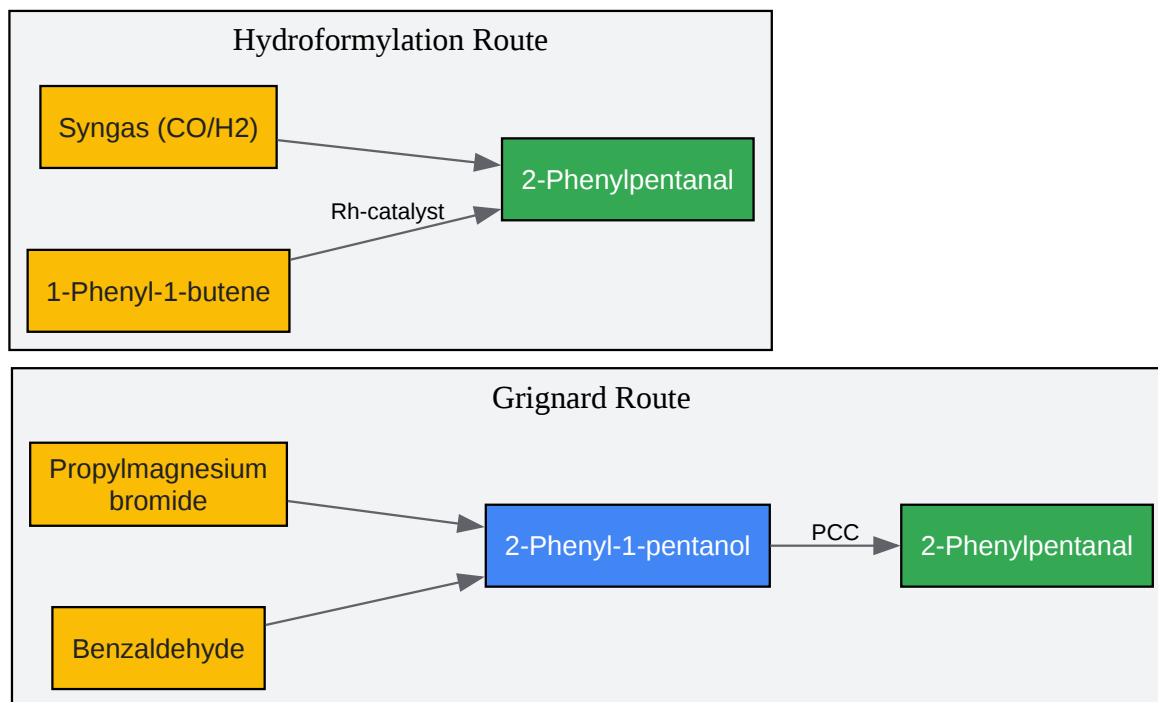 Hydroformylation Route
Syngas (CO/H2)
2-Phenylpentanal
Rh-catalyst
1-Phenyl-1-butene
Grignard Route
Propylmagnesium
bromide
2-Phenyl-1-pentanol
PCC
2-Phenylpentanal
Benzaldehyde